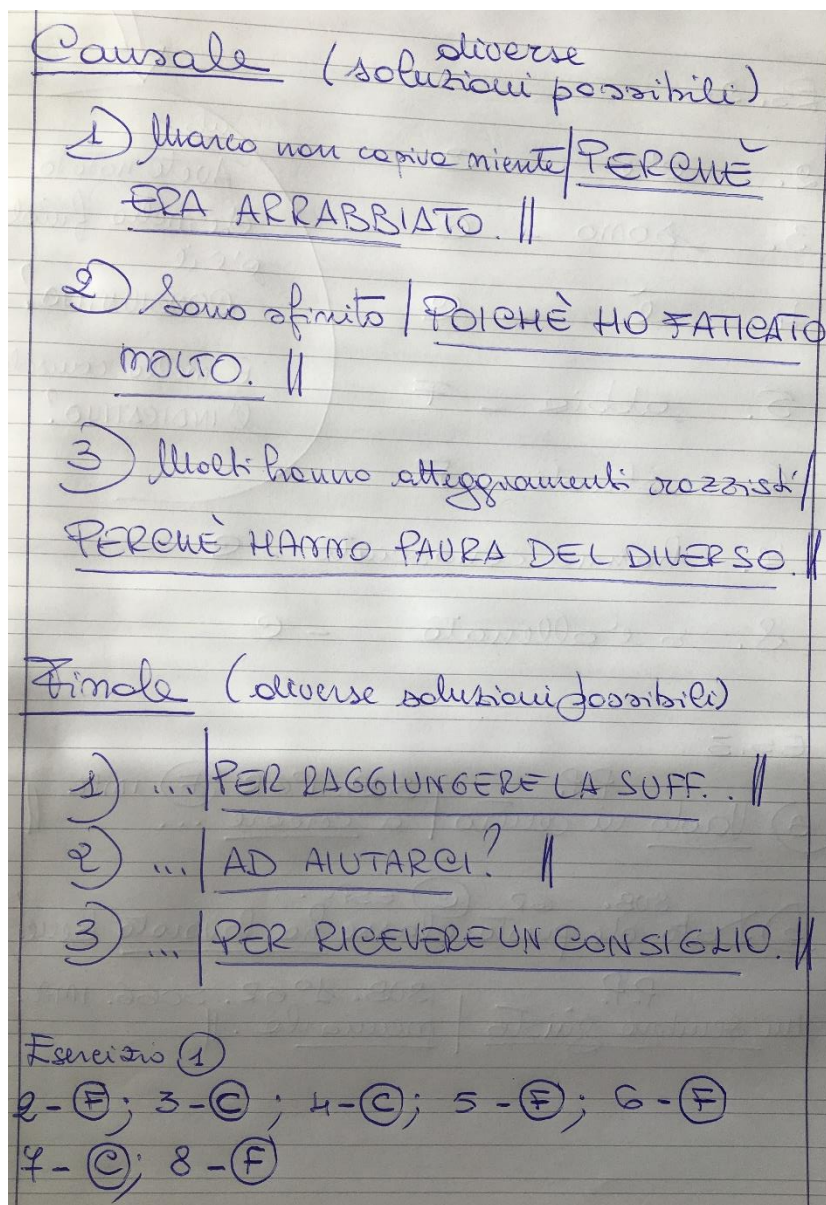 Causale (diverse
soluzioni possibili)
1) Marco non capiva niente / PERCHÈ
ERA ARRABBIATO. //
2) Sono sfinito / POICHÈ HO FATICATO
MOLTO. //
3) Molti hanno atteggiamenti razzisti /
PERCHÈ HANNO PAURA DEL DIVERSO. //
Finale (diverse soluzioni possibili)
1) ... / PER RAGGIUNGERE LA SUFF. . //
2) ... / AD AIUTARCI? //
3) ... / PER RICEVERE UN CONSIGLIO. //
Esercizio 1
2 - F; 3 - C; 4 - C; 5 - F; 6 - F
7 - C; 8 - F